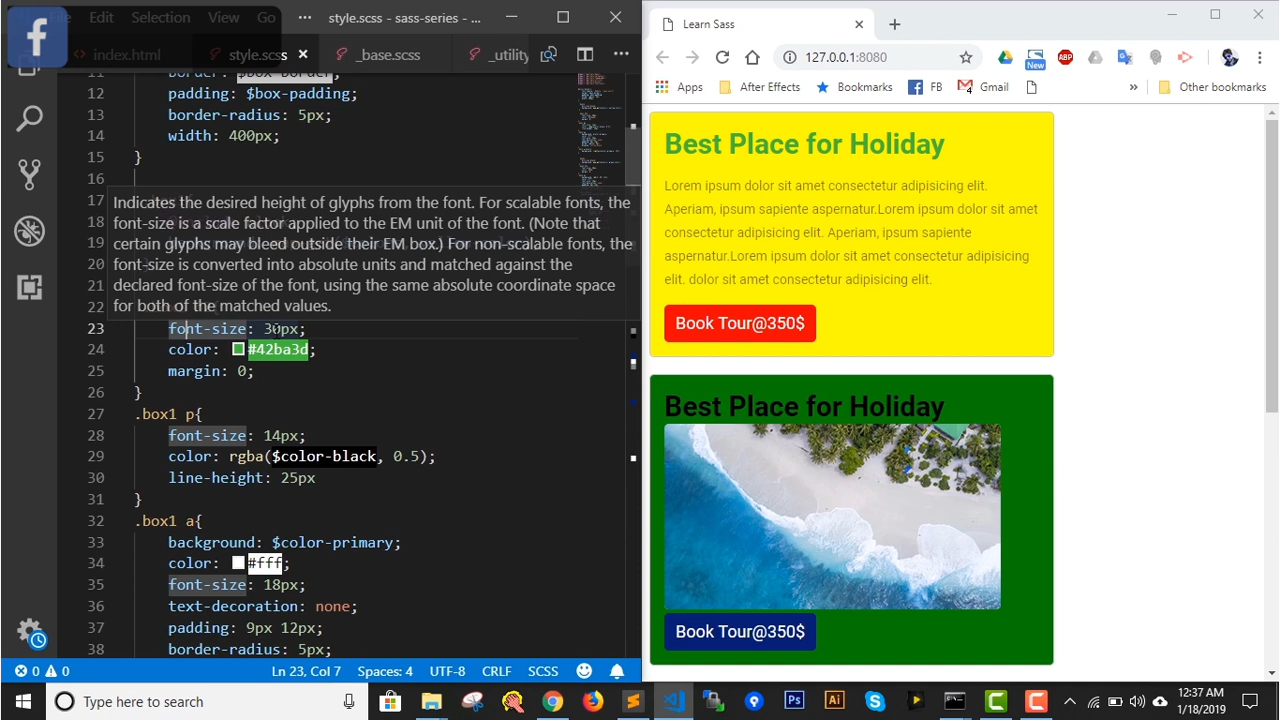 File Edit Selection View Go ··· style.scss - sass-series - ...
index.html style.scss _base.scss _utility
11 border: $box-border;
12 padding: $box-padding;
13 border-radius: 5px;
14 width: 400px;
15 }
16
17
18
19
20
21
22
Indicates the desired height of glyphs from the font. For scalable fonts, the
font-size is a scale factor applied to the EM unit of the font. (Note that
certain glyphs may bleed outside their EM box.) For non-scalable fonts, the
font-size is converted into absolute units and matched against the
declared font-size of the font, using the same absolute coordinate space
for both of the matched values.
23 font-size: 30px;
24 color: #42ba3d;
25 margin: 0;
26 }
27 .box1 p{
28 font-size: 14px;
29 color: rgba($color-black, 0.5);
30 line-height: 25px
31 }
32 .box1 a{
33 background: $color-primary;
34 color: #fff;
35 font-size: 18px;
36 text-decoration: none;
37 padding: 9px 12px;
38 border-radius: 5px;
0 0 Ln 23, Col 7 Spaces: 4 UTF-8 CRLF SCSS
Learn Sass
127.0.0.1:8080 New ABP
Apps After Effects Bookmarks FB Gmail » Other bookmarks
Best Place for Holiday
Lorem ipsum dolor sit amet consectetur adipisicing elit.
Aperiam, ipsum sapiente aspernatur.Lorem ipsum dolor sit amet
consectetur adipisicing elit. Aperiam, ipsum sapiente
aspernatur.Lorem ipsum dolor sit amet consectetur adipisicing
elit. dolor sit amet consectetur adipisicing elit.
Book Tour@350$
Best Place for Holiday
Book Tour@350$
Type here to search Ps Ai 12:37 AM
1/18/2019